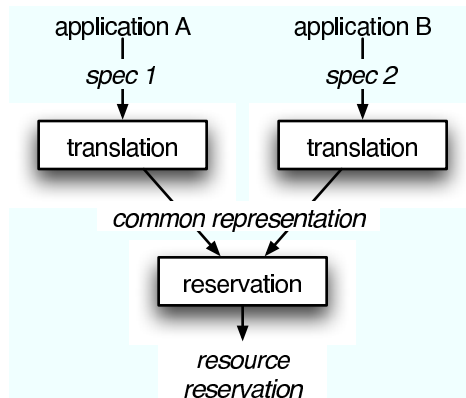 application A
application B
spec 1
spec 2
translation
translation
common representation
reservation
resource
reservation